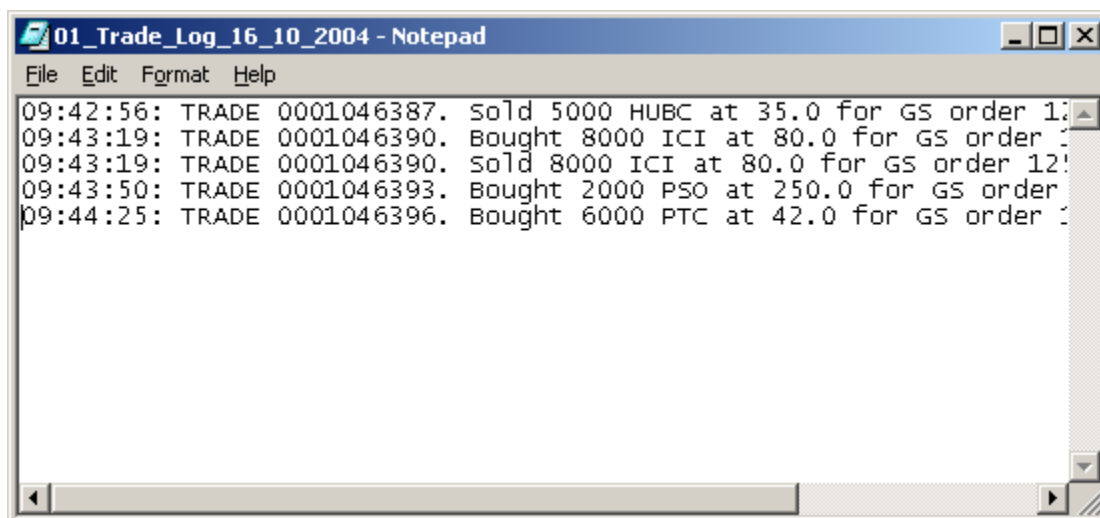 01_Trade_Log_16_10_2004 - Notepad
File Edit Format Help
09:42:56: TRADE 0001046387. Sold 5000 HUBC at 35.0 for GS order
09:43:19: TRADE 0001046390. Bought 8000 ICI at 80.0 for GS order
09:43:19: TRADE 0001046390. Sold 8000 ICI at 80.0 for GS order
09:43:50: TRADE 0001046393. Bought 2000 PSO at 250.0 for GS order
09:44:25: TRADE 0001046396. Bought 6000 PTC at 42.0 for GS order